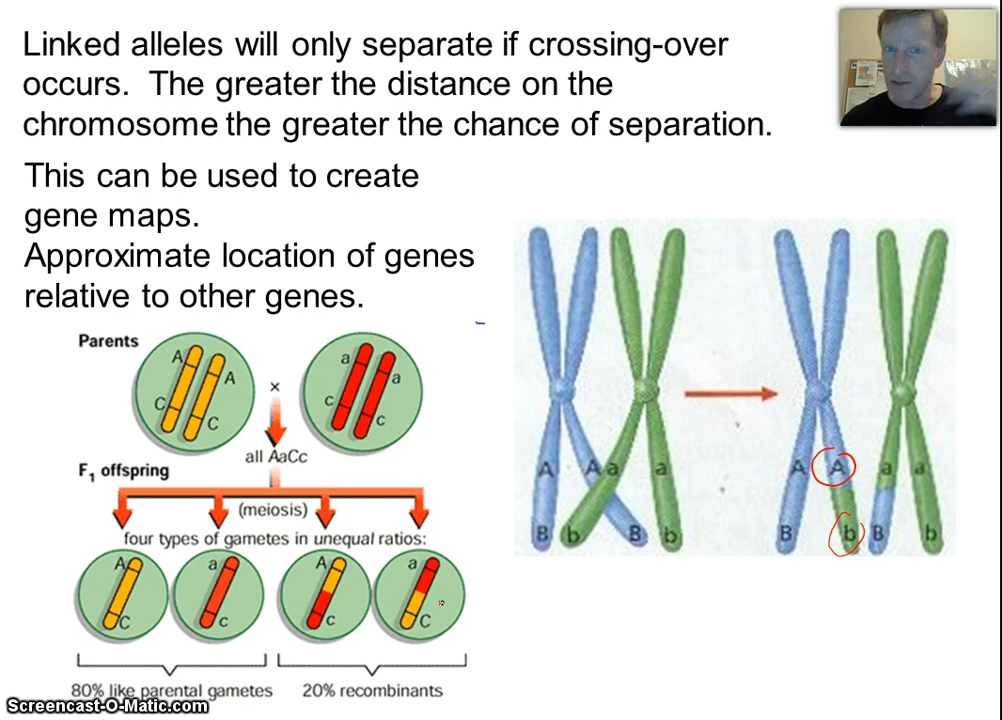 Linked alleles will only separate if crossing-over
occurs. The greater the distance on the
chromosome the greater the chance of separation.
This can be used to create
gene maps.
Approximate location of genes
relative to other genes.
Parents
A
A
C
C
×
a
a
c
c
all AaCc
F1 offspring
(meiosis)
four types of gametes in unequal ratios:
A
C
a
c
A
c
a
C
80% like parental gametes
20% recombinants
A A a a
B b B b
A A a a
B b B b
Screencast-O-Matic.com